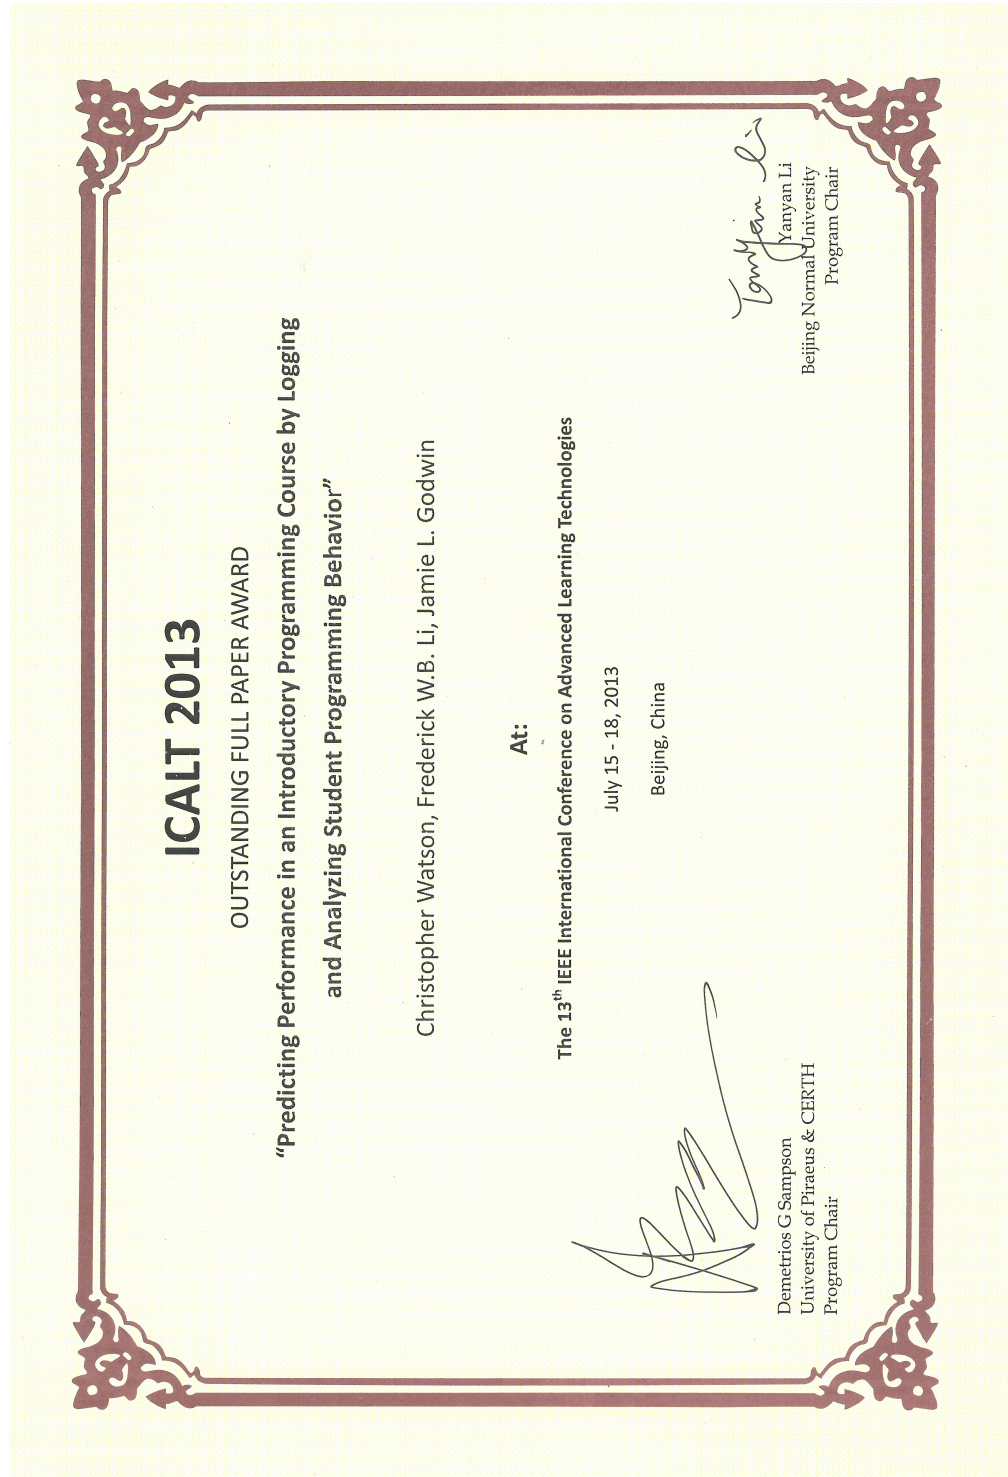 ICALT 2013
OUTSTANDING FULL PAPER AWARD
“Predicting Performance in an Introductory Programming Course by Logging
and Analyzing Student Programming Behavior”
Christopher Watson, Frederick W.B. Li, Jamie L. Godwin
At:
The 13th IEEE International Conference on Advanced Learning Technologies
July 15 - 18, 2013
Beijing, China
Demetrios G Sampson
University of Piraeus & CERTH
Program Chair
Yanyan Li
Yanyan Li
Beijing Normal University
Program Chair